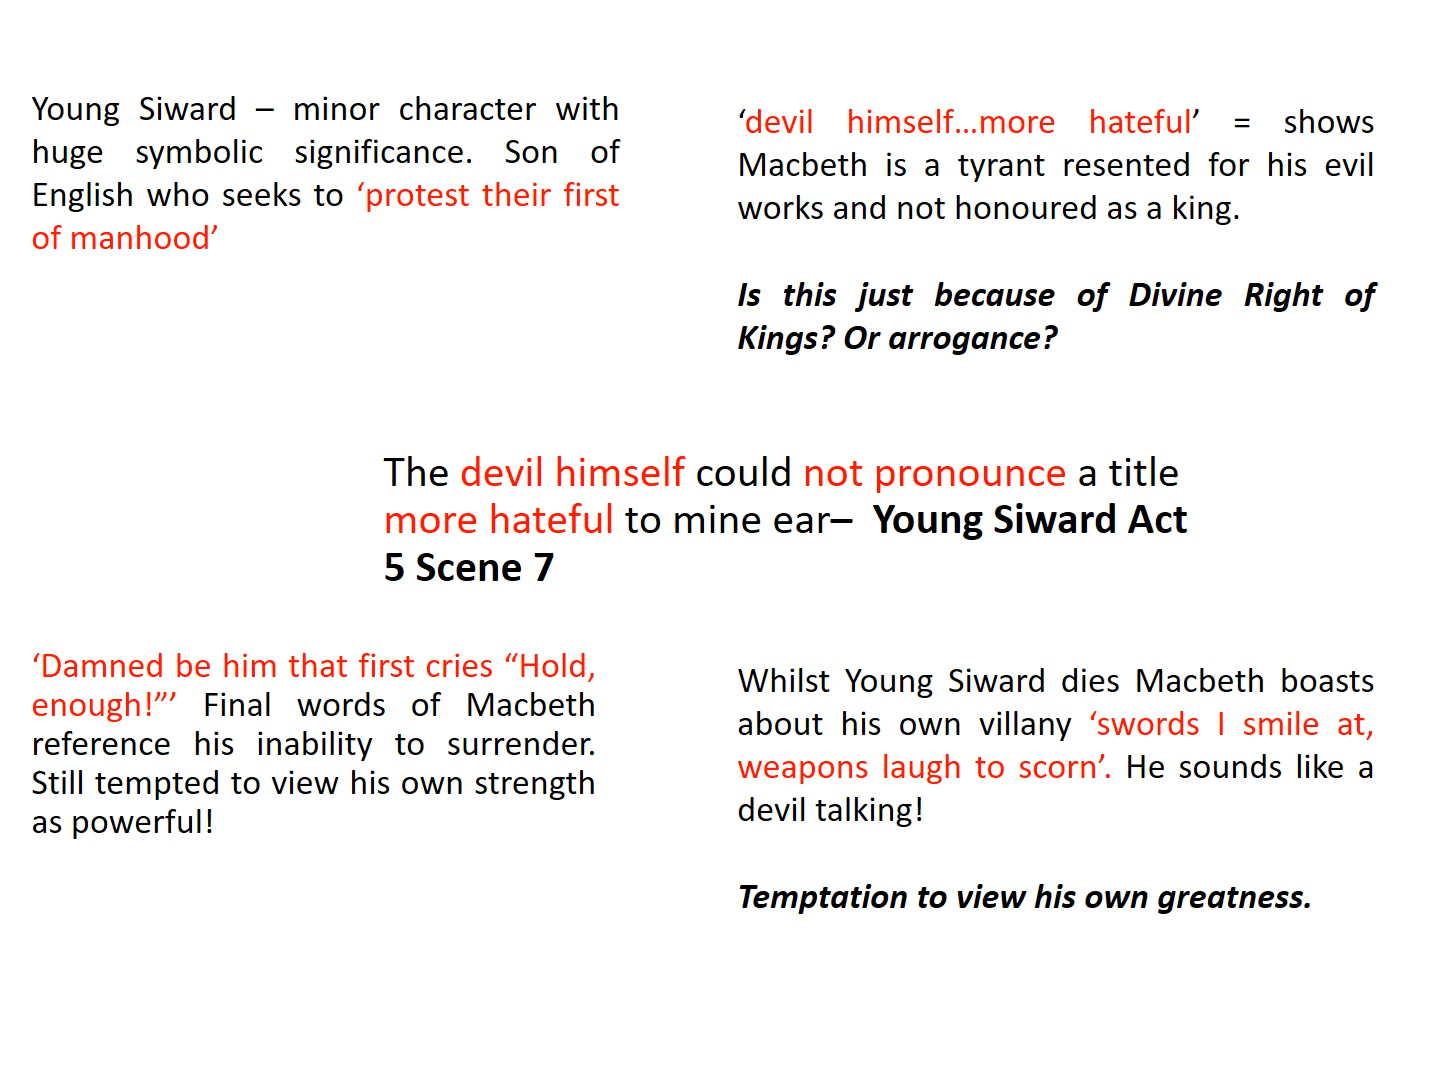 Young Siward – minor character with
huge symbolic significance. Son of
English who seeks to ‘protest their first
of manhood’
‘devil himself...more hateful’ = shows
Macbeth is a tyrant resented for his evil
works and not honoured as a king.
Is this just because of Divine Right of
Kings? Or arrogance?
The devil himself could not pronounce a title
more hateful to mine ear– Young Siward Act
5 Scene 7
‘Damned be him that first cries “Hold,
enough!”’ Final words of Macbeth
reference his inability to surrender.
Still tempted to view his own strength
as powerful!
Whilst Young Siward dies Macbeth boasts
about his own villany ‘swords I smile at,
weapons laugh to scorn’. He sounds like a
devil talking!
Temptation to view his own greatness.